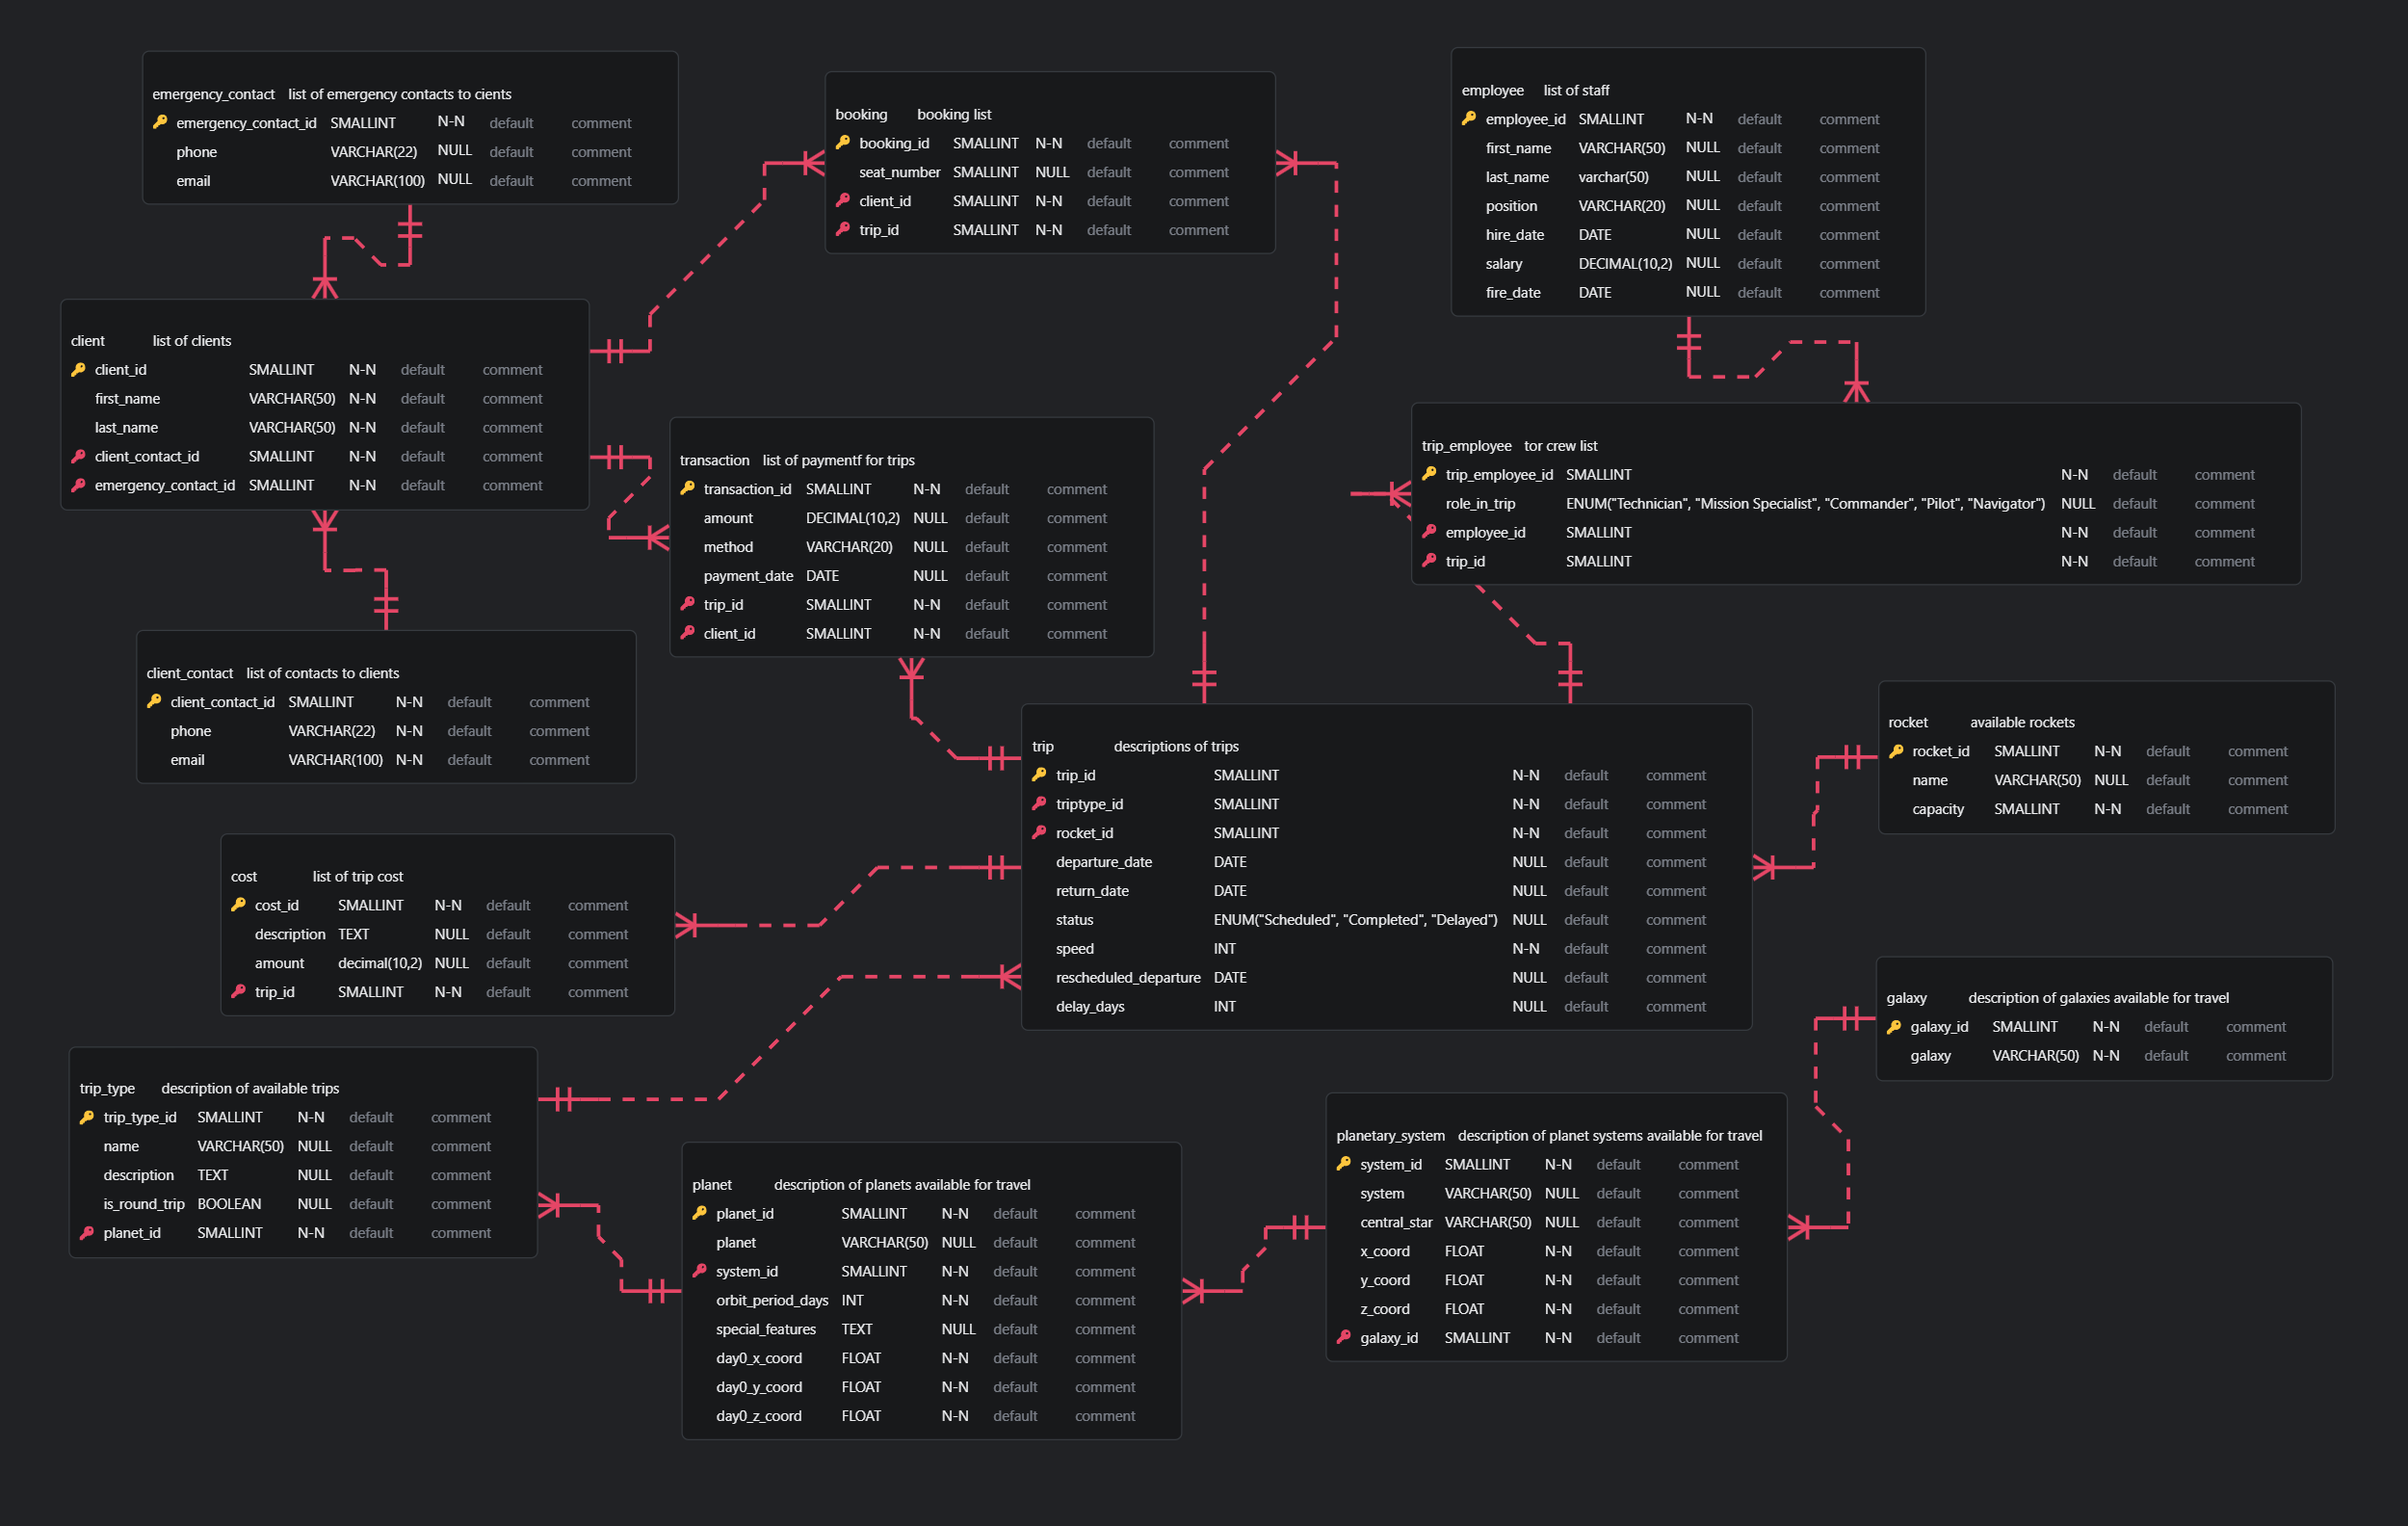 emergency_contact list of emergency contacts to cients
emergency_contact_id SMALLINT N-N default comment
phone VARCHAR(22) NULL default comment
email VARCHAR(100) NULL default comment
booking booking list
booking_id SMALLINT N-N default comment
seat_number SMALLINT NULL default comment
client_id SMALLINT N-N default comment
trip_id SMALLINT N-N default comment
employee list of staff
employee_id SMALLINT N-N default comment
first_name VARCHAR(50) NULL default comment
last_name varchar(50) NULL default comment
position VARCHAR(20) NULL default comment
hire_date DATE NULL default comment
salary DECIMAL(10,2) NULL default comment
fire_date DATE NULL default comment
client list of clients
client_id SMALLINT N-N default comment
first_name VARCHAR(50) N-N default comment
last_name VARCHAR(50) N-N default comment
client_contact_id SMALLINT N-N default comment
emergency_contact_id SMALLINT N-N default comment
transaction list of paymentf for trips
transaction_id SMALLINT N-N default comment
amount DECIMAL(10,2) NULL default comment
method VARCHAR(20) NULL default comment
payment_date DATE NULL default comment
trip_id SMALLINT N-N default comment
client_id SMALLINT N-N default comment
trip_employee tor crew list
trip_employee_id SMALLINT N-N default comment
role_in_trip ENUM("Technician", "Mission Specialist", "Commander", "Pilot", "Navigator") NULL default comment
employee_id SMALLINT N-N default comment
trip_id SMALLINT N-N default comment
client_contact list of contacts to clients
client_contact_id SMALLINT N-N default comment
phone VARCHAR(22) N-N default comment
email VARCHAR(100) N-N default comment
trip descriptions of trips
trip_id SMALLINT N-N default comment
triptype_id SMALLINT N-N default comment
rocket_id SMALLINT N-N default comment
departure_date DATE NULL default comment
return_date DATE NULL default comment
status ENUM("Scheduled", "Completed", "Delayed") NULL default comment
speed INT N-N default comment
rescheduled_departure DATE NULL default comment
delay_days INT NULL default comment
rocket available rockets
rocket_id SMALLINT N-N default comment
name VARCHAR(50) NULL default comment
capacity SMALLINT N-N default comment
cost list of trip cost
cost_id SMALLINT N-N default comment
description TEXT NULL default comment
amount decimal(10,2) NULL default comment
trip_id SMALLINT N-N default comment
galaxy description of galaxies available for travel
galaxy_id SMALLINT N-N default comment
galaxy VARCHAR(50) N-N default comment
trip_type description of available trips
trip_type_id SMALLINT N-N default comment
name VARCHAR(50) NULL default comment
description TEXT NULL default comment
is_round_trip BOOLEAN NULL default comment
planet_id SMALLINT N-N default comment
planet description of planets available for travel
planet_id SMALLINT N-N default comment
planet VARCHAR(50) NULL default comment
system_id SMALLINT N-N default comment
orbit_period_days INT N-N default comment
special_features TEXT NULL default comment
day0_x_coord FLOAT N-N default comment
day0_y_coord FLOAT N-N default comment
day0_z_coord FLOAT N-N default comment
planetary_system description of planet systems available for travel
system_id SMALLINT N-N default comment
system VARCHAR(50) NULL default comment
central_star VARCHAR(50) NULL default comment
x_coord FLOAT N-N default comment
y_coord FLOAT N-N default comment
z_coord FLOAT N-N default comment
galaxy_id SMALLINT N-N default comment